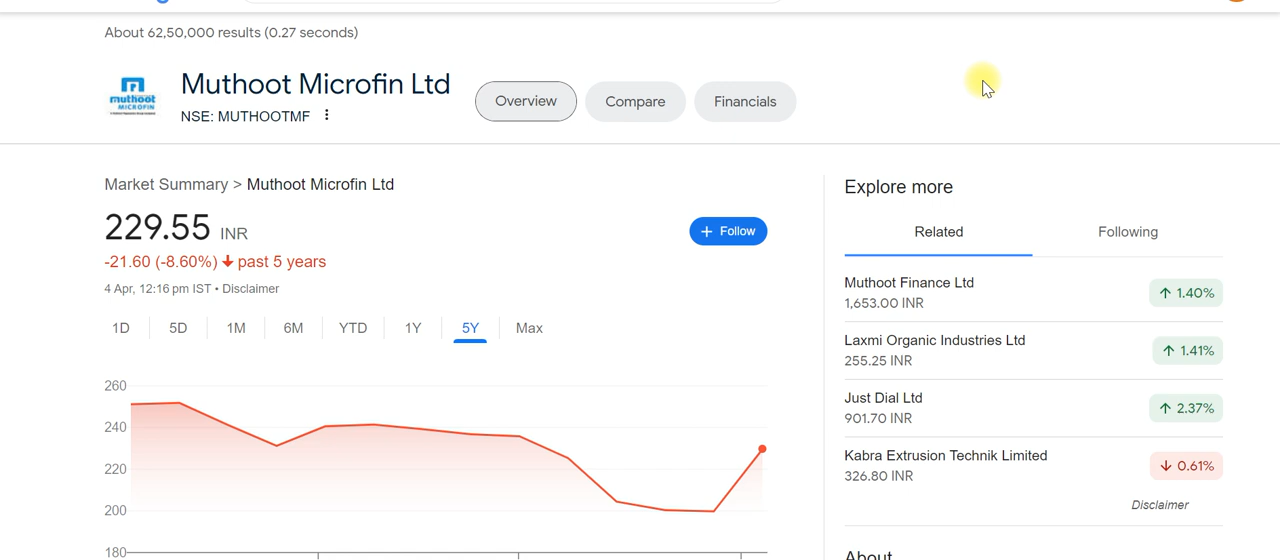 About 62,50,000 results (0.27 seconds)
muthoot
MICROFIN
Muthoot Microfin Ltd
NSE: MUTHOOTMF
Overview
Compare
Financials
Market Summary > Muthoot Microfin Ltd
229.55 INR
+ Follow
-21.60 (-8.60%) ↓ past 5 years
4 Apr, 12:16 pm IST • Disclaimer
1D
5D
1M
6M
YTD
1Y
5Y
Max
260
240
220
200
180
Explore more
Related
Following
Muthoot Finance Ltd
1,653.00 INR
↑ 1.40%
Laxmi Organic Industries Ltd
255.25 INR
↑ 1.41%
Just Dial Ltd
901.70 INR
↑ 2.37%
Kabra Extrusion Technik Limited
326.80 INR
↓ 0.61%
Disclaimer
About